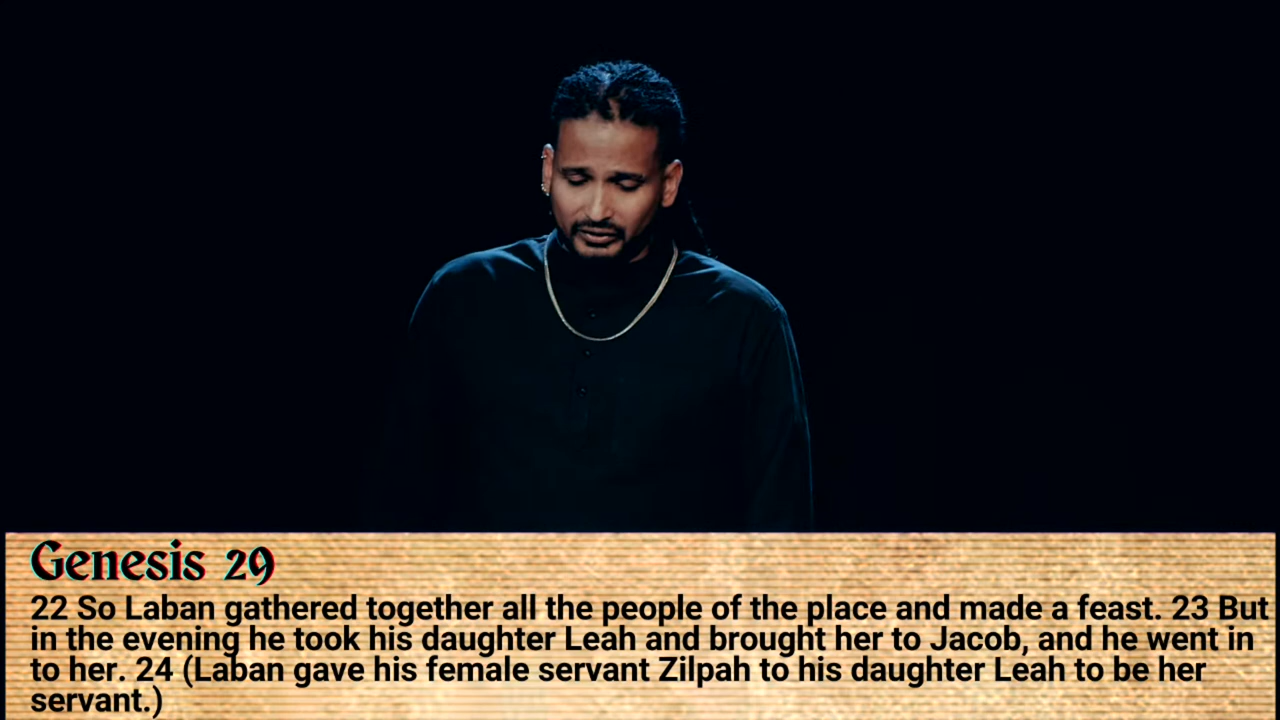 Genesis 29
22 So Laban gathered together all the people of the place and made a feast. 23 But
in the evening he took his daughter Leah and brought her to Jacob, and he went in
to her. 24 (Laban gave his female servant Zilpah to his daughter Leah to be her
servant.)